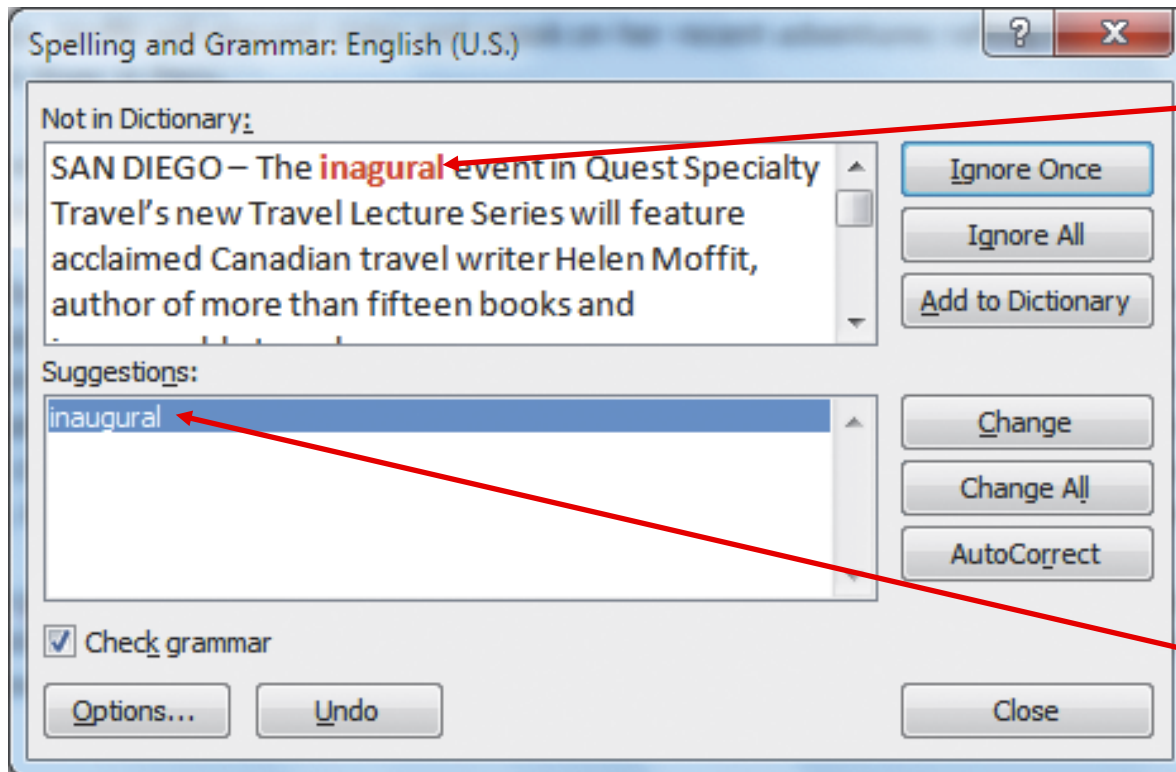 Spelling and Grammar: English (U.S.)
?
X
Not in Dictionary:
SAN DIEGO – The inagural event in Quest Specialty
Travel's new Travel Lecture Series will feature
acclaimed Canadian travel writer Helen Moffit,
author of more than fifteen books and
Ignore Once
Ignore All
Add to Dictionary
Suggestions:
inaugural
Change
Change All
AutoCorrect
Check grammar
Options...
Undo
Close